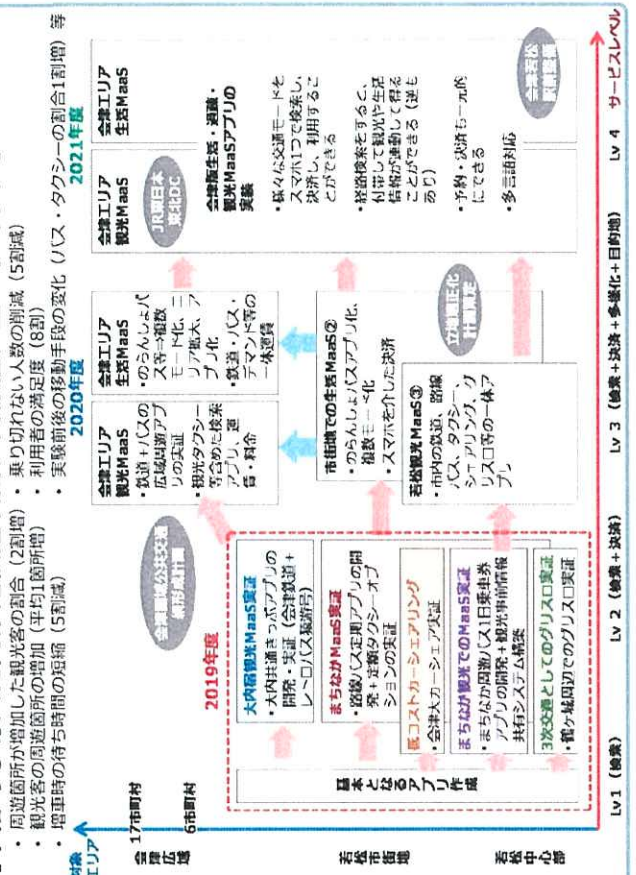 ・ 周遊箇所が増加した観光客の割合（2割増）
・ 観光客の周遊箇所の増加（平均1箇所増）
・ 増車時の待ち時間の短縮（5割減）
・ 乗り切れない人数の削減（5割減）
・ 利用者の満足度（8割）
・ 実験前後の移動手段の変化（バス・タクシーの割合1割増）等
対象
エリア
17市町村
6市町村
会津広域
若松市街地
若松中心部
2019年度
基本となるアプリ作成
大内宿観光MaaS実証
・大内共通きっぷアプリの
開発・実証（会津鉄道＋
レトロバス猿游号）
まちなかMaaS実証
・路線バス定期アプリの開
発＋定額タクシーオプ
ションの実証
低コストカーシェアリング
・会津大カーシェア実証
まちなか観光でのMaaS実証
・まちなか周遊バス1日乗車券
アプリの開発＋観光事前情報
共有システム構築
3次交通としてのグリスロ実証
・鶴ヶ城周辺でのグリスロ実証
2020年度
会津エリア
観光MaaS
・鉄道＋バスの
広域周遊アプ
リの実証
・観光タクシー
等含めた検索
アプリ、運
賃・料金
会津エリア
生活MaaS
・のらんしょバ
ス等⇒複数
モード化、エ
リア拡大、ア
プリ化
・鉄道・バス・
デマンド等の
一体運賃
市街地での生活MaaS②
・のらんしょバスアプリ化、
複数モード化
・スマホを介した決済
若松観光MaaS③
・市内の鉄道、路線
バス、タクシー、
シェアリング、グ
リスロ等の一体ア
プリ
立地適正化
計画策定
2021年度
会津エリア
観光MaaS
会津エリア
生活MaaS
JR東日本
東北DC
会津版生活・過疎・
観光MaaSアプリの
実験
・様々な交通モードを
スマホ1つで検索し、
決済し、利用するこ
とができる
・経路検索をすると、
付帯して観光や生活
情報が連動して得る
ことができる（逆も
あり）
・予約・決済も一元的
にできる
・多言語対応
会津若松
駅前整備
Lv1（検索）
Lv 2（検索＋決済）
Lv 3（検索＋決済＋多様化＋目的地）
Lv 4
サービスレベル